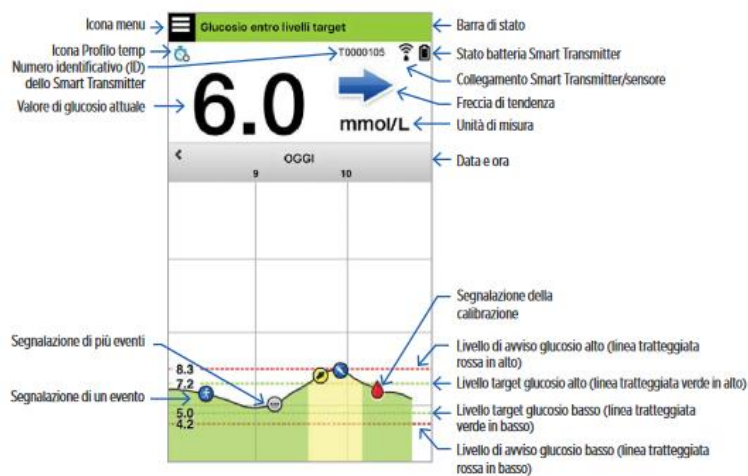 Icona menu
Icona Profilo temp
Numero identificativo (ID)
dello Smart Transmitter
Valore di glucosio attuale
Glucosio entro livelli target
T0000105
6.0
mmol/L
OGGI
9 10
Barra di stato
Stato batteria Smart Transmitter
Collegamento Smart Transmitter/sensore
Freccia di tendenza
Unità di misura
Data e ora
Segnalazione di più eventi
Segnalazione di un evento
8.3
7.2
5.0
4.2
Segnalazione della
calibrazione
Livello di avviso glucosio alto (linea tratteggiata
rossa in alto)
Livello target glucosio alto (linea tratteggiata verde in alto)
Livello target glucosio basso (linea tratteggiata
verde in basso)
Livello di avviso glucosio basso (linea tratteggiata
rossa in basso)